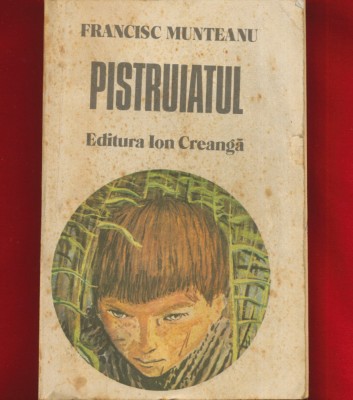 FRANCISC MUNTEANU
PISTRUIATUL
Editura Ion Creangă